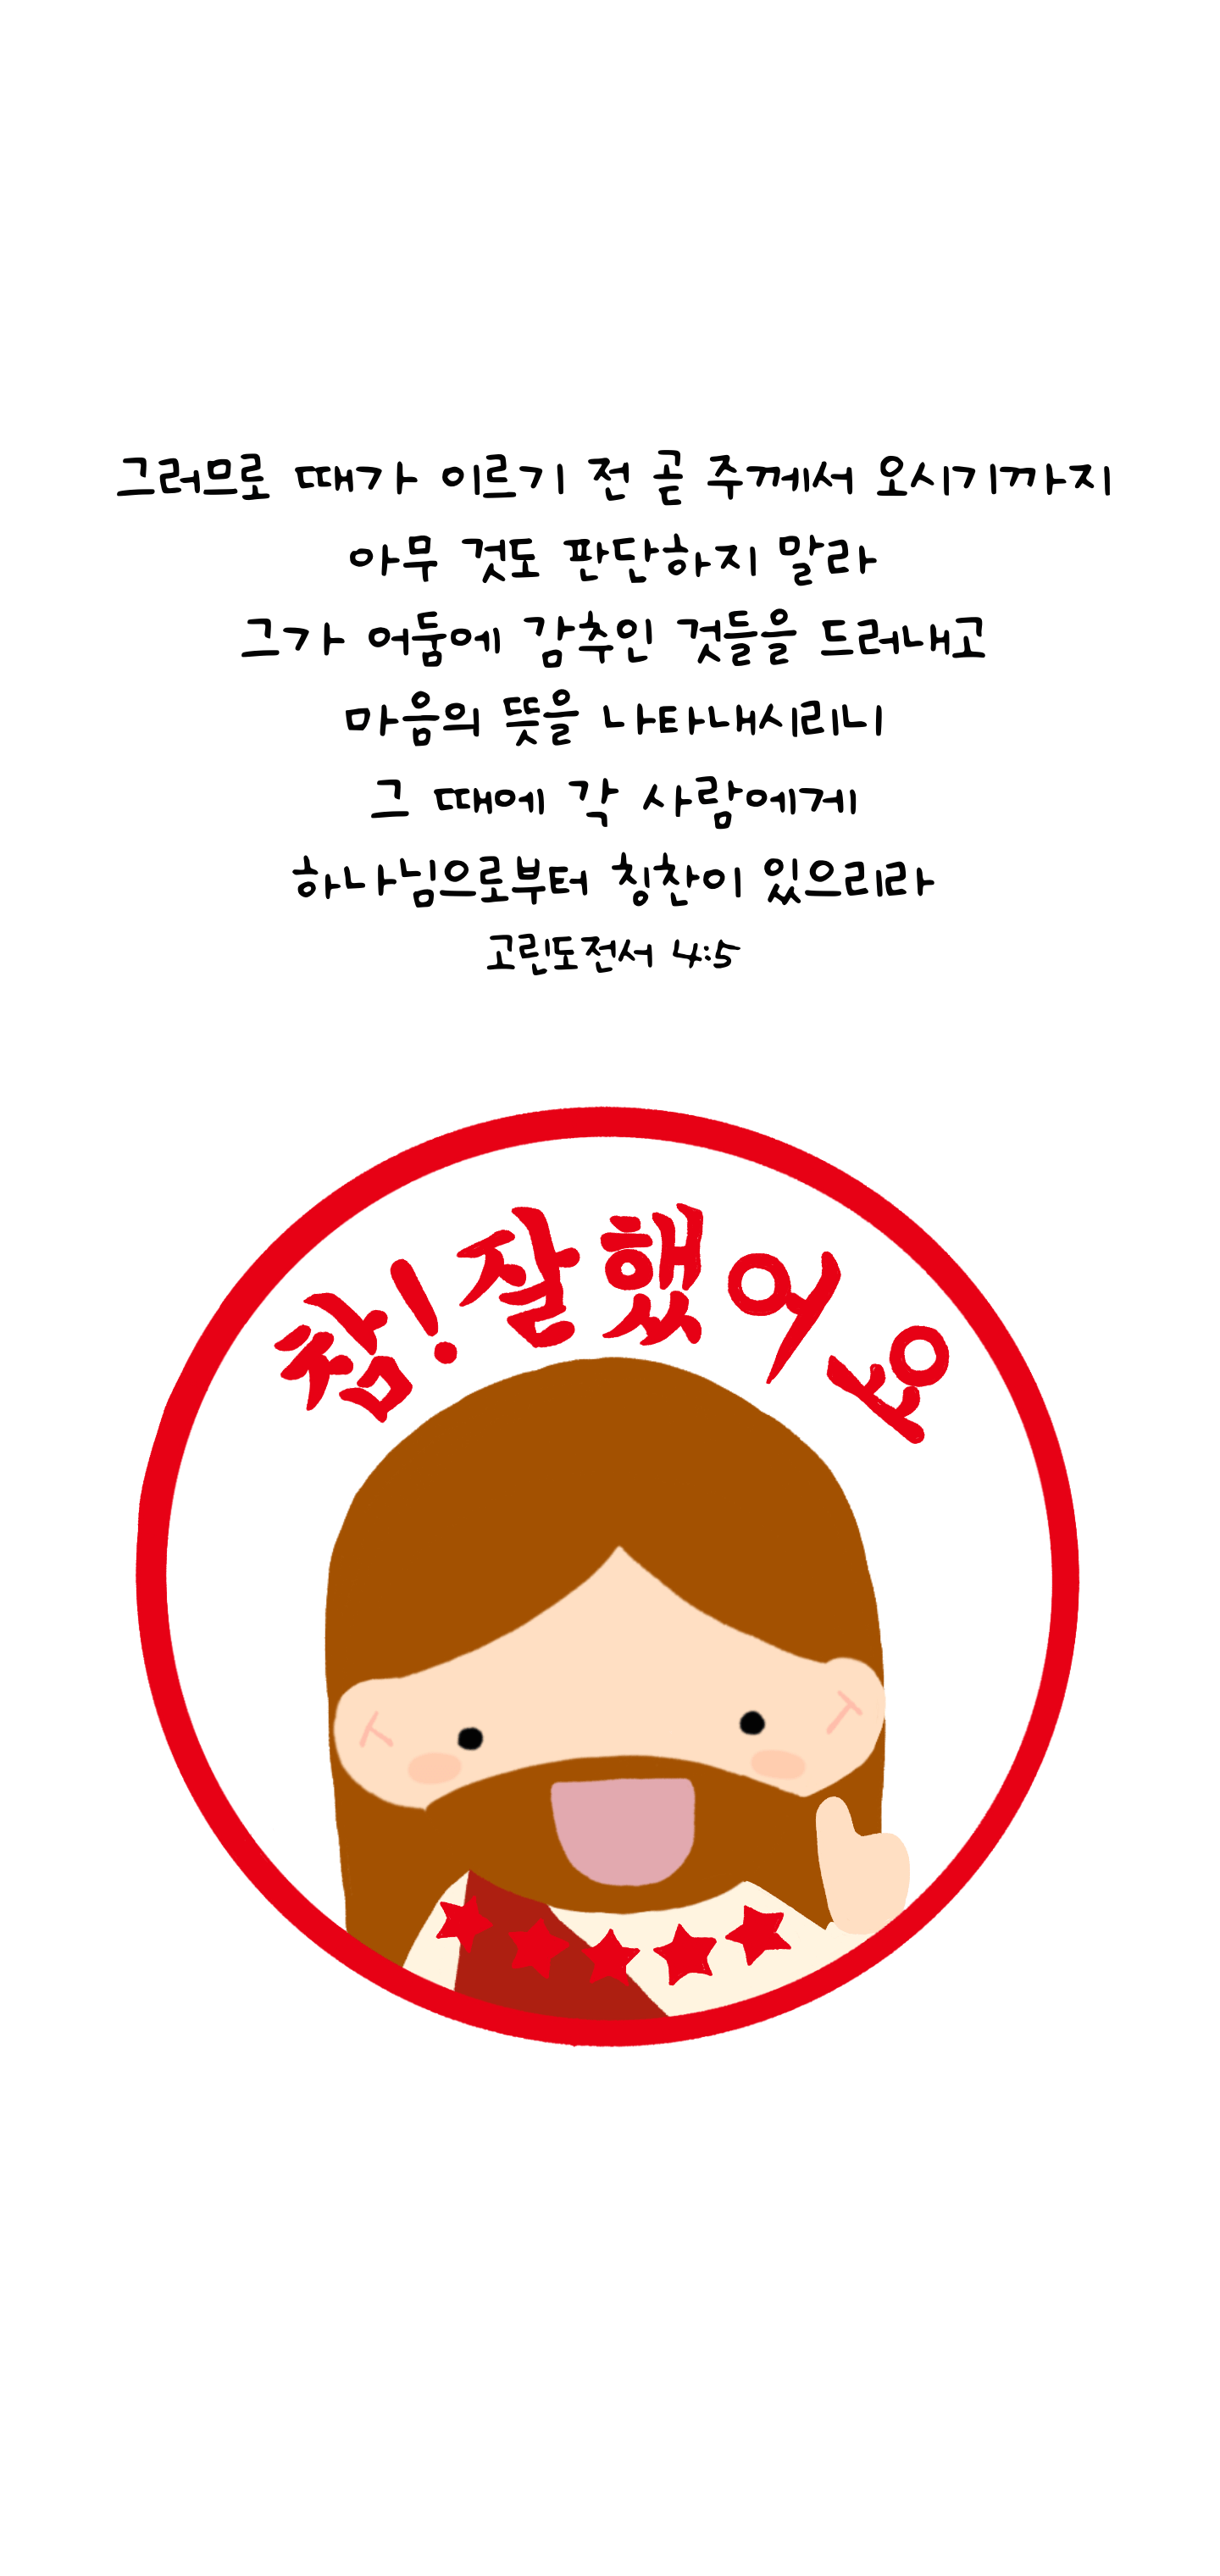 그러므로 때가 이르기 전 곧 주께서 오시기까지
아무 것도 판단하지 말라
그가 어둠에 감추인 것들을 드러내고
마음의 뜻을 나타내시리니
그 때에 각 사람에게
하나님으로부터 칭찬이 있으리라
고린도전서 4:5
참!잘했어요